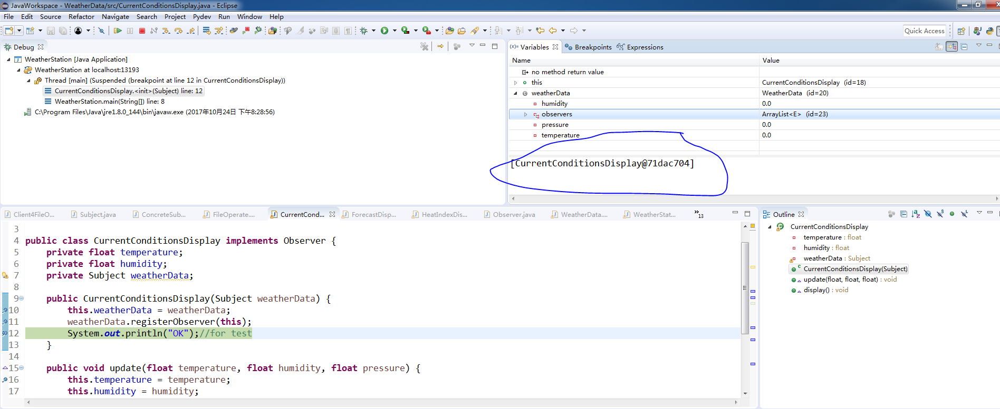 JavaWorkspace - WeatherData/src/CurrentConditionsDisplay.java - Eclipse
File Edit Source Refactor Navigate Search Project Pydev Run Window Help
Quick Access
Debug
WeatherStation [Java Application]
WeatherStation at localhost:13193
Thread [main] (Suspended (breakpoint at line 12 in CurrentConditionsDisplay))
CurrentConditionsDisplay.<init>(Subject) line: 12
WeatherStation.main(String[]) line: 8
C:\Program Files\Java\jre1.8.0_144\bin\javaw.exe (2017年10月24日 下午8:28:56)
(x)= Variables Breakpoints Expressions
Name Value
no method return value
this CurrentConditionsDisplay (id=18)
weatherData WeatherData (id=20)
humidity 0.0
observers ArrayList<E> (id=23)
pressure 0.0
temperature 0.0
[CurrentConditionsDisplay@71dac704]
Client4FileO... Subject.java ConcreteSub... FileOperate.... CurrentCond... ForecastDisp... HeatIndexDis... Observer.java WeatherData.... WeatherStat... »13
3
4 public class CurrentConditionsDisplay implements Observer {
5 private float temperature;
6 private float humidity;
7 private Subject weatherData;
8
9 public CurrentConditionsDisplay(Subject weatherData) {
10 this.weatherData = weatherData;
11 weatherData.registerObserver(this);
12 System.out.println("OK");//for test
13 }
14
15 public void update(float temperature, float humidity, float pressure) {
16 this.temperature = temperature;
17 this.humidity = humidity;
Outline
CurrentConditionsDisplay
temperature : float
humidity : float
weatherData : Subject
CurrentConditionsDisplay(Subject)
update(float, float, float) : void
display() : void